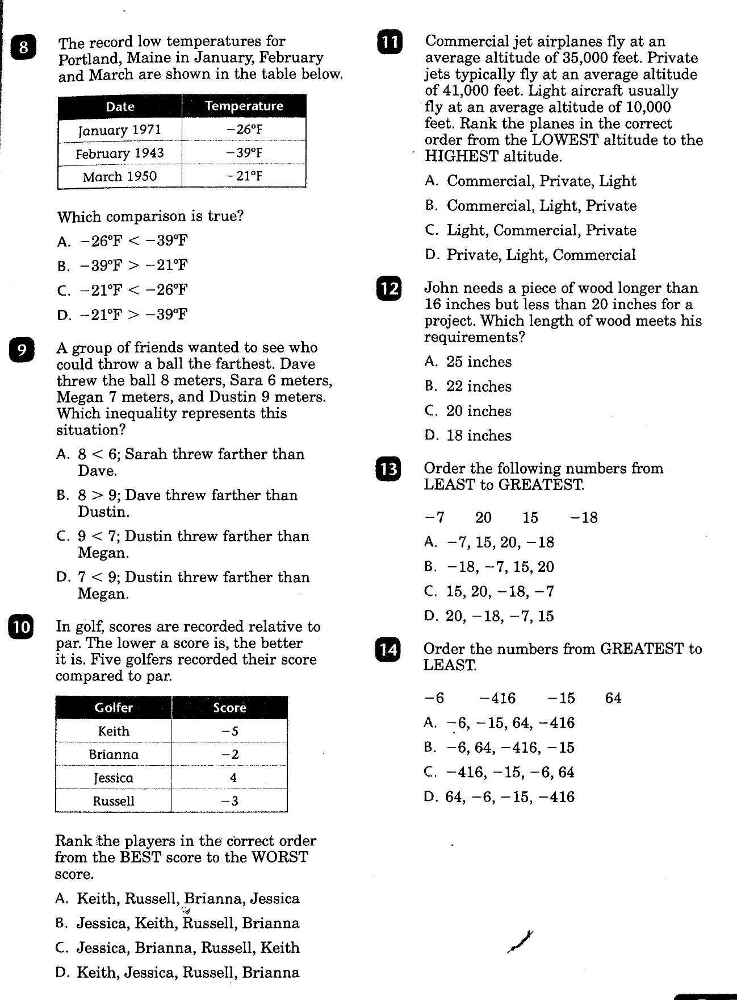 8
The record low temperatures for
Portland, Maine in January, February
and March are shown in the table below.
Date Temperature
January 1971 −26°F
February 1943 −39°F
March 1950 −21°F
Which comparison is true?
A. −26°F < −39°F
B. −39°F > −21°F
C. −21°F < −26°F
D. −21°F > −39°F
9
A group of friends wanted to see who
could throw a ball the farthest. Dave
threw the ball 8 meters, Sara 6 meters,
Megan 7 meters, and Dustin 9 meters.
Which inequality represents this
situation?
A. 8 < 6; Sarah threw farther than
Dave.
B. 8 > 9; Dave threw farther than
Dustin.
C. 9 < 7; Dustin threw farther than
Megan.
D. 7 < 9; Dustin threw farther than
Megan.
10
In golf, scores are recorded relative to
par. The lower a score is, the better
it is. Five golfers recorded their score
compared to par.
Golfer Score
Keith −5
Brianna −2
Jessica 4
Russell −3
Rank the players in the correct order
from the BEST score to the WORST
score.
A. Keith, Russell, Brianna, Jessica
B. Jessica, Keith, Russell, Brianna
C. Jessica, Brianna, Russell, Keith
D. Keith, Jessica, Russell, Brianna
11
Commercial jet airplanes fly at an
average altitude of 35,000 feet. Private
jets typically fly at an average altitude
of 41,000 feet. Light aircraft usually
fly at an average altitude of 10,000
feet. Rank the planes in the correct
order from the LOWEST altitude to the
HIGHEST altitude.
A. Commercial, Private, Light
B. Commercial, Light, Private
C. Light, Commercial, Private
D. Private, Light, Commercial
12
John needs a piece of wood longer than
16 inches but less than 20 inches for a
project. Which length of wood meets his
requirements?
A. 25 inches
B. 22 inches
C. 20 inches
D. 18 inches
13
Order the following numbers from
LEAST to GREATEST.
−7 20 15 −18
A. −7, 15, 20, −18
B. −18, −7, 15, 20
C. 15, 20, −18, −7
D. 20, −18, −7, 15
14
Order the numbers from GREATEST to
LEAST.
−6 −416 −15 64
A. −6, −15, 64, −416
B. −6, 64, −416, −15
C. −416, −15, −6, 64
D. 64, −6, −15, −416